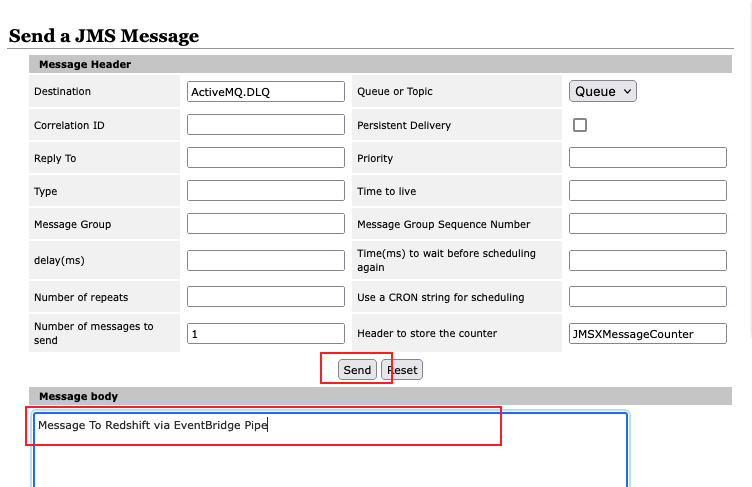 Send a JMS Message
Message Header
Destination ActiveMQ.DLQ Queue or Topic Queue
Correlation ID Persistent Delivery
Reply To Priority
Type Time to live
Message Group Message Group Sequence Number
delay(ms) Time(ms) to wait before scheduling
again
Number of repeats Use a CRON string for scheduling
Number of messages to
send 1 Header to store the counter JMSXMessageCounter
Send Reset
Message body
Message To Redshift via EventBridge Pipe